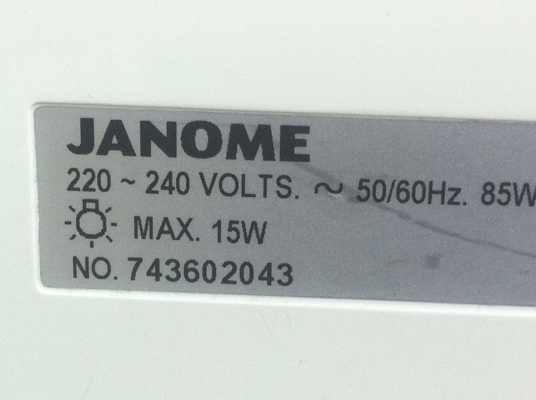 JANOME
220 ~ 240 VOLTS. ~ 50/60Hz. 85W
MAX. 15W
NO. 743602043